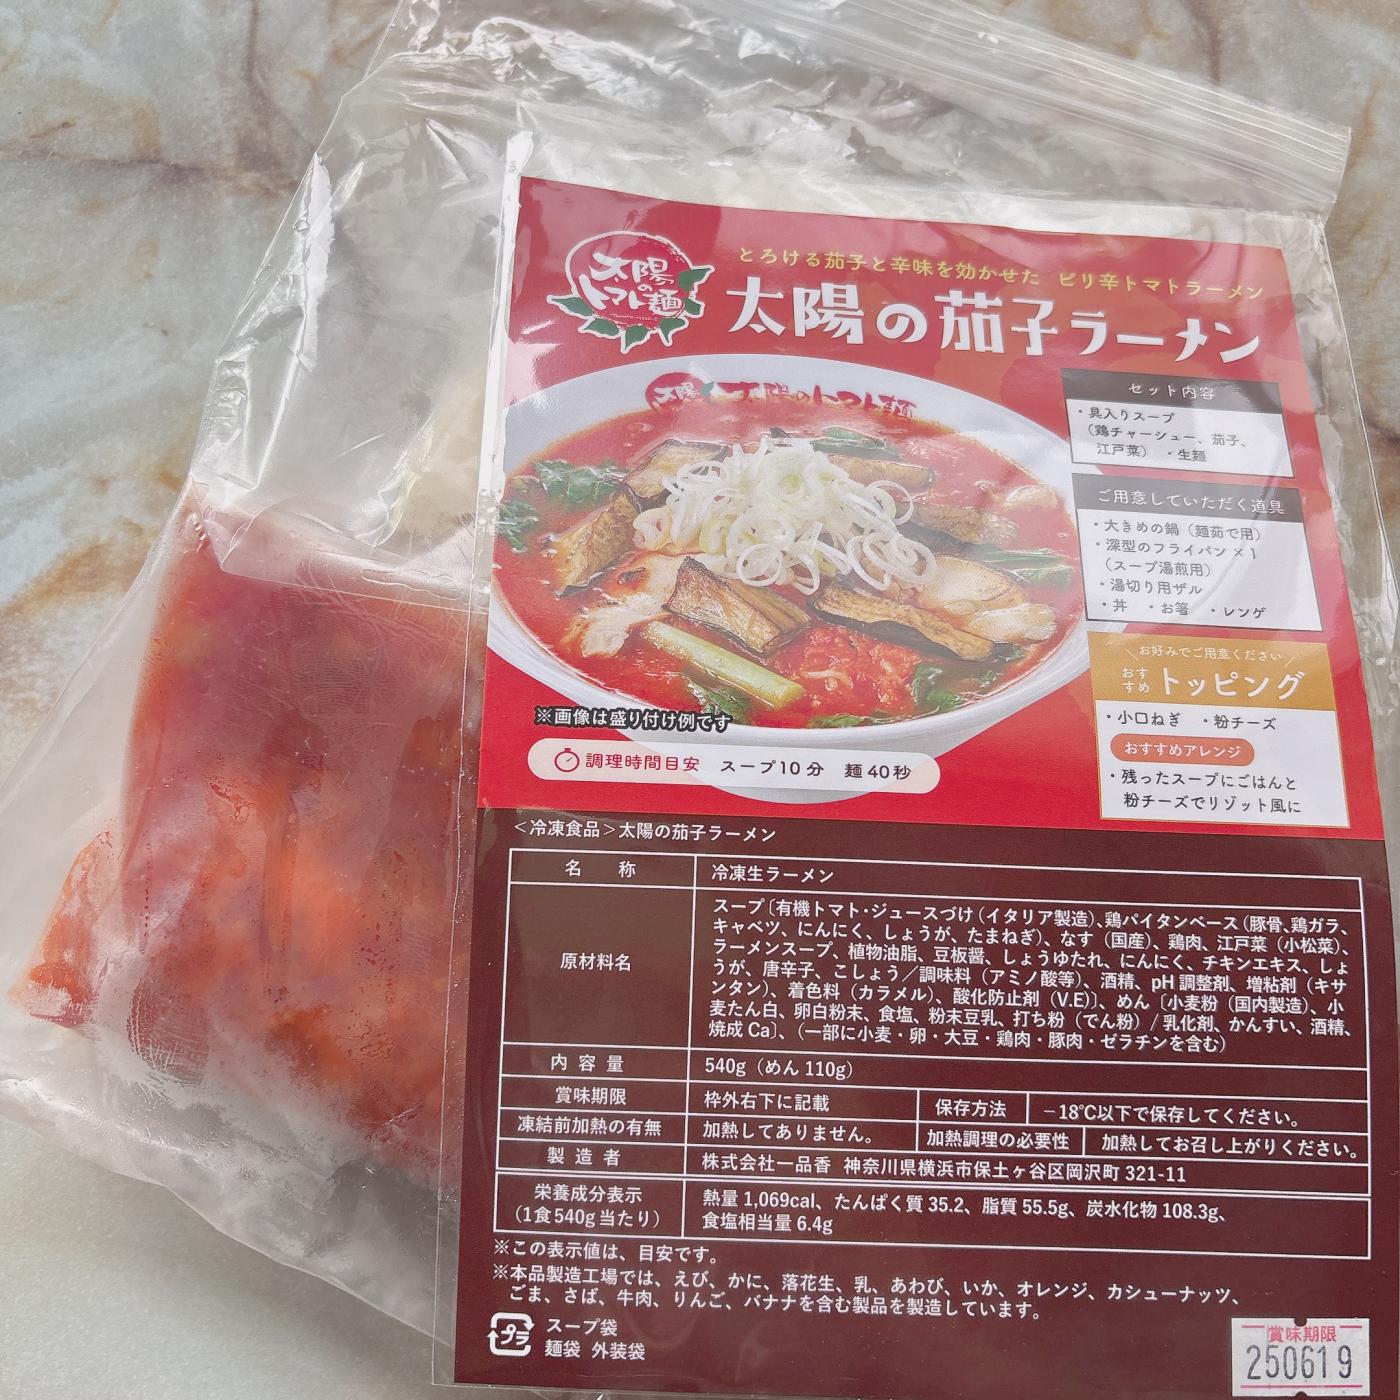 太陽
の
トマト麺
とろける茄子と辛味を効かせた ピリ辛トマトラーメン
太陽の茄子ラーメン
太陽のトマト麺
セット内容
・具入りスープ
（鶏チャーシュー、茄子、
江戸菜） ・生麺
ご用意していただく道具
・大きめの鍋（麺茹で用）
・深型のフライパン×1
（スープ湯煎用）
・湯切り用ザル
・丼 ・お箸 ・レンゲ
＼お好みでご用意ください／
おすすめ トッピング
・小口ねぎ ・粉チーズ
おすすめアレンジ
・残ったスープにごはんと
粉チーズでリゾット風に
※画像は盛り付け例です
調理時間目安 スープ10分 麺40秒
＜冷凍食品＞太陽の茄子ラーメン
名 称 冷凍生ラーメン
原材料名
スープ〔有機トマト・ジュースづけ（イタリア製造）、鶏パイタンベース（豚骨、鶏ガラ、
キャベツ、にんにく、しょうが、たまねぎ）、なす（国産）、鶏肉、江戸菜（小松菜）、
ラーメンスープ、植物油脂、豆板醤、しょうゆたれ、にんにく、チキンエキス、しょ
うが、唐辛子、こしょう／調味料（アミノ酸等）、酒精、pH調整剤、増粘剤（キサ
ンタン）、着色料（カラメル）、酸化防止剤（V.E)〕、めん〔小麦粉（国内製造）、小
麦たん白、卵白粉末、食塩、粉末豆乳、打ち粉（でん粉）/ 乳化剤、かんすい、酒精、
焼成Ca〕、（一部に小麦・卵・大豆・鶏肉・豚肉・ゼラチンを含む）
内 容 量 540g（めん 110g）
賞味期限 枠外右下に記載 保存方法 －18℃以下で保存してください。
凍結前加熱の有無 加熱してありません。 加熱調理の必要性 加熱してお召し上がりください。
製 造 者 株式会社一品香 神奈川県横浜市保土ヶ谷区岡沢町 321-11
栄養成分表示
（1食540g当たり）
熱量 1,069cal、たんぱく質 35.2、脂質 55.5g、炭水化物 108.3g、
食塩相当量 6.4g
※この表示値は、目安です。
※本品製造工場では、えび、かに、落花生、乳、あわび、いか、オレンジ、カシューナッツ、
ごま、さば、牛肉、りんご、バナナを含む製品を製造しています。
プラ
スープ袋
麺袋 外装袋
賞味期限
250619